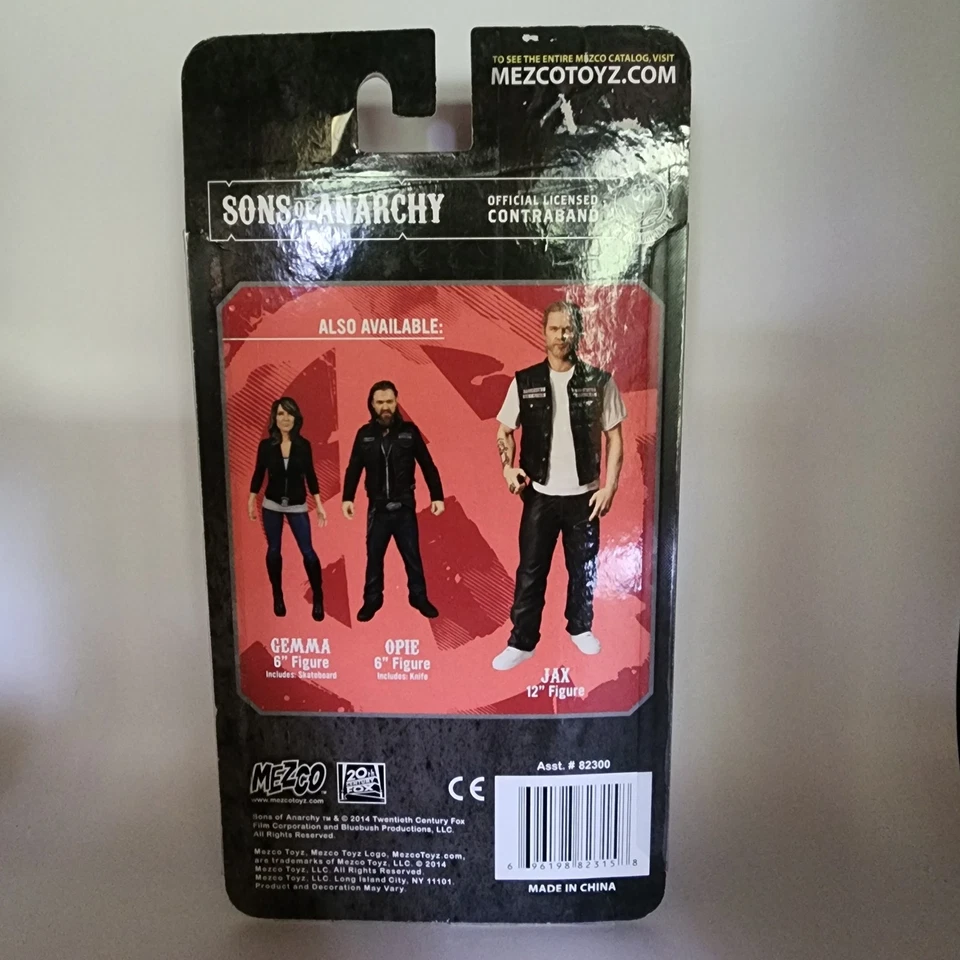 TO SEE THE ENTIRE MEZCO CATALOG, VISIT
MEZCOTOYZ.COM
SONS OF ANARCHY
OFFICIAL LICENSED
CONTRABAND
ALSO AVAILABLE:
GEMMA
6" Figure
Includes: Skateboard
OPIE
6" Figure
Includes: Knife
JAX
12" Figure
MEZCO
www.mezcotoyz.com
20th
CENTURY
FOX
CE
Asst. # 82300
Sons of Anarchy ™ & © 2014 Twentieth Century Fox
Film Corporation and Bluebush Productions, LLC.
All Rights Reserved.
Mezco Toyz, Mezco Toyz Logo, MezcoToyz.com,
are trademarks of Mezco Toyz, LLC. © 2014
Mezco Toyz, LLC. All Rights Reserved.
Mezco Toyz, LLC. Long Island City, NY 11101.
Product and Decoration May Vary.
6 96198 82315 8
MADE IN CHINA